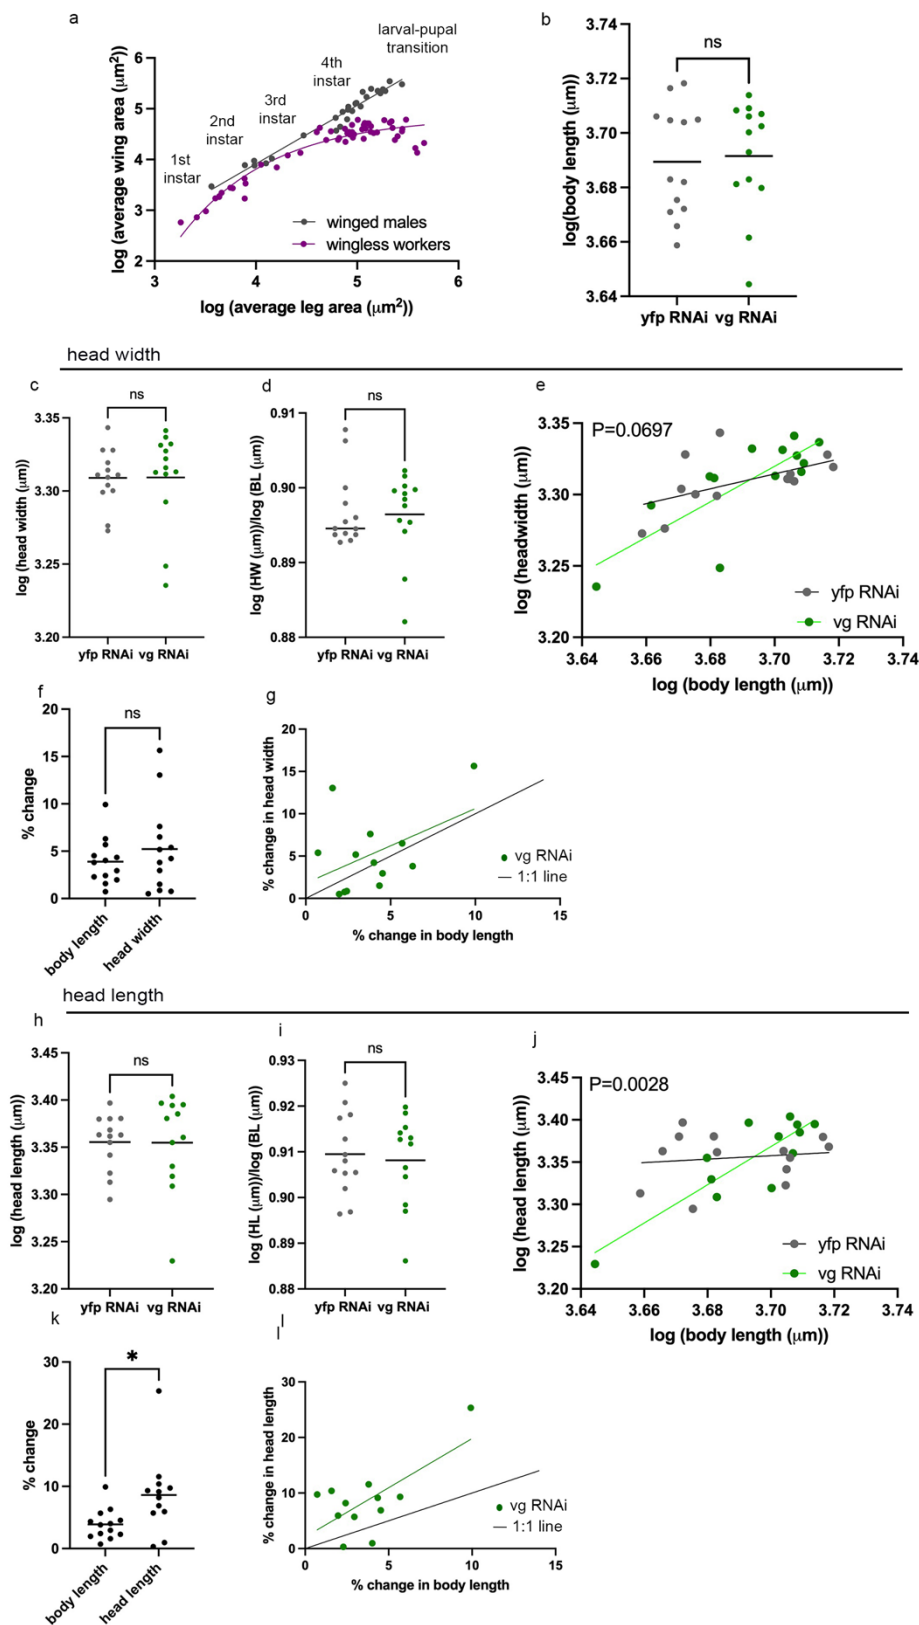 a
log (average wing area (μm²))
6
5
4
3
2
1st
instar
2nd
instar
3rd
instar
4th
instar
larval-pupal
transition
winged males
wingless workers
3
4
5
6
log (average leg area (μm²))
b
log(body length (μm))
3.74
3.72
3.70
3.68
3.66
3.64
ns
yfp RNAi
vg RNAi
head width
c
log (head width (μm))
3.35
3.30
3.25
3.20
ns
yfp RNAi
vg RNAi
d
log (HW (μm))/log (BL (μm))
0.91
0.90
0.89
0.88
ns
yfp RNAi
vg RNAi
e
log (headwidth (μm))
3.35
3.30
3.25
3.20
P=0.0697
yfp RNAi
vg RNAi
3.64
3.66
3.68
3.70
3.72
3.74
log (body length (μm))
f
% change
20
15
10
5
0
ns
body length
head width
g
% change in head width
20
15
10
5
0
vg RNAi
1:1 line
0
5
10
15
% change in body length
head length
h
log (head length (μm))
3.45
3.40
3.35
3.30
3.25
3.20
ns
yfp RNAi
vg RNAi
i
log (HL (μm))/log (BL (μm))
0.93
0.92
0.91
0.90
0.89
0.88
ns
yfp RNAi
vg RNAi
j
log (head length (μm))
3.45
3.40
3.35
3.30
3.25
3.20
P=0.0028
yfp RNAi
vg RNAi
3.64
3.66
3.68
3.70
3.72
3.74
log (body length (μm))
k
% change
30
20
10
0
*
body length
head length
l
l
% change in head length
30
20
10
0
vg RNAi
1:1 line
0
5
10
15
% change in body length